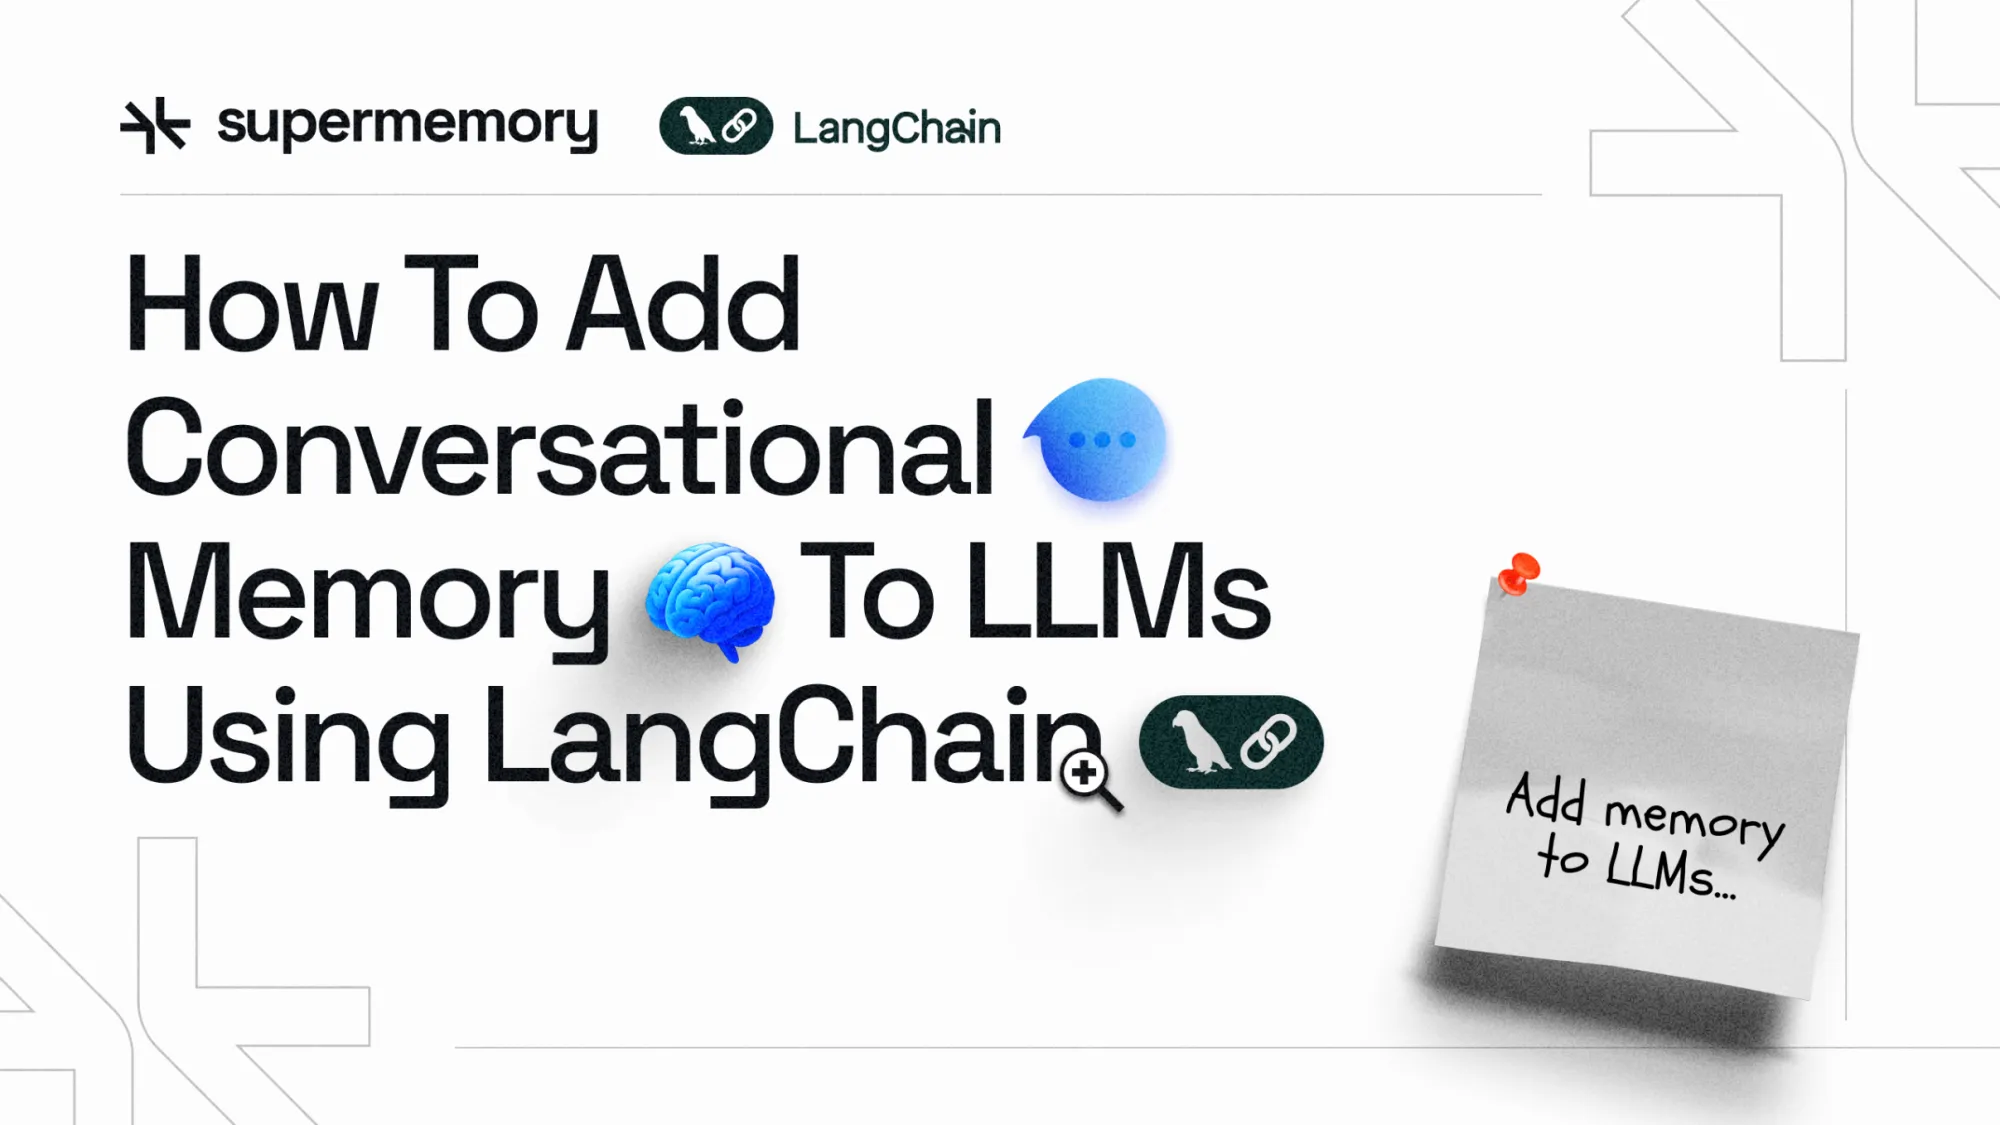 supermemory LangChain
How To Add
Conversational
Memory To LLMs
Using LangChain
Add memory
to LLMs...